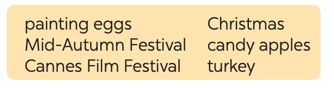 painting eggs
Mid-Autumn Festival
Cannes Film Festival
Christmas
candy apples
turkey